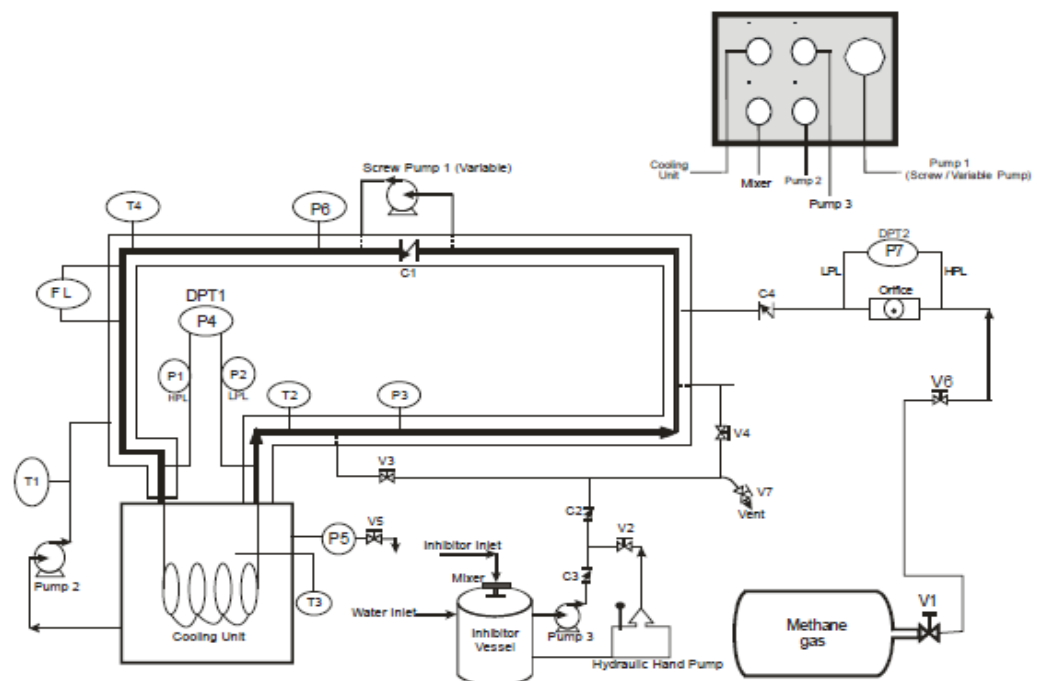 Cooling
Unit
Mixer
Pump 2
Pump 3
Pump 1
(Screw / Variable Pump)
Screw Pump 1 (Variable)
T4
P6
C1
FL
DPT1
P4
P1
HPL
P2
LPL
T2
P3
DPT2
P7
LPL
HPL
Orifice
C4
V6
V4
V3
V7
Vent
T1
Pump 2
P5
V5
T3
Cooling Unit
C2
V2
C3
Inhibitor Inlet
Mixer
Water Inlet
Inhibitor
Vessel
Pump 3
Hydraulic Hand Pump
Methane
gas
V1